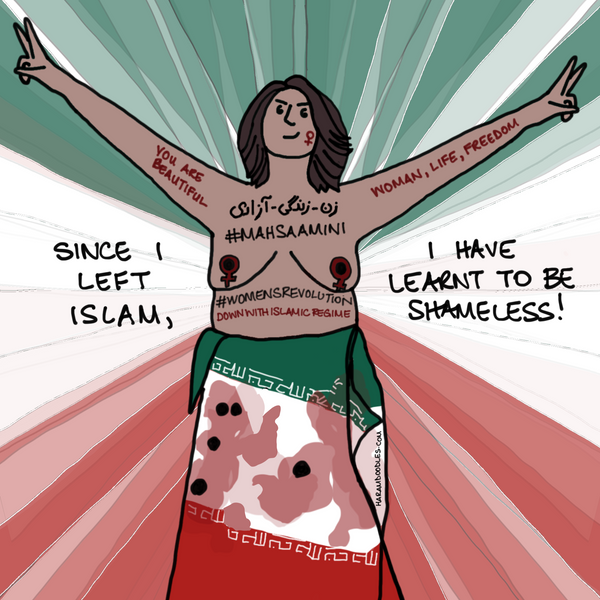 YOU ARE
BEAUTIFUL
WOMAN, LIFE, FREEDOM
زن-زندگی-آزادی
#MAHSAAMINI
SINCE I
LEFT
ISLAM,
I HAVE
LEARNT TO BE
SHAMELESS!
#WOMENSREVOLUTION
DOWN WITH ISLAMIC REGIME
HARAMDOODLES.COM